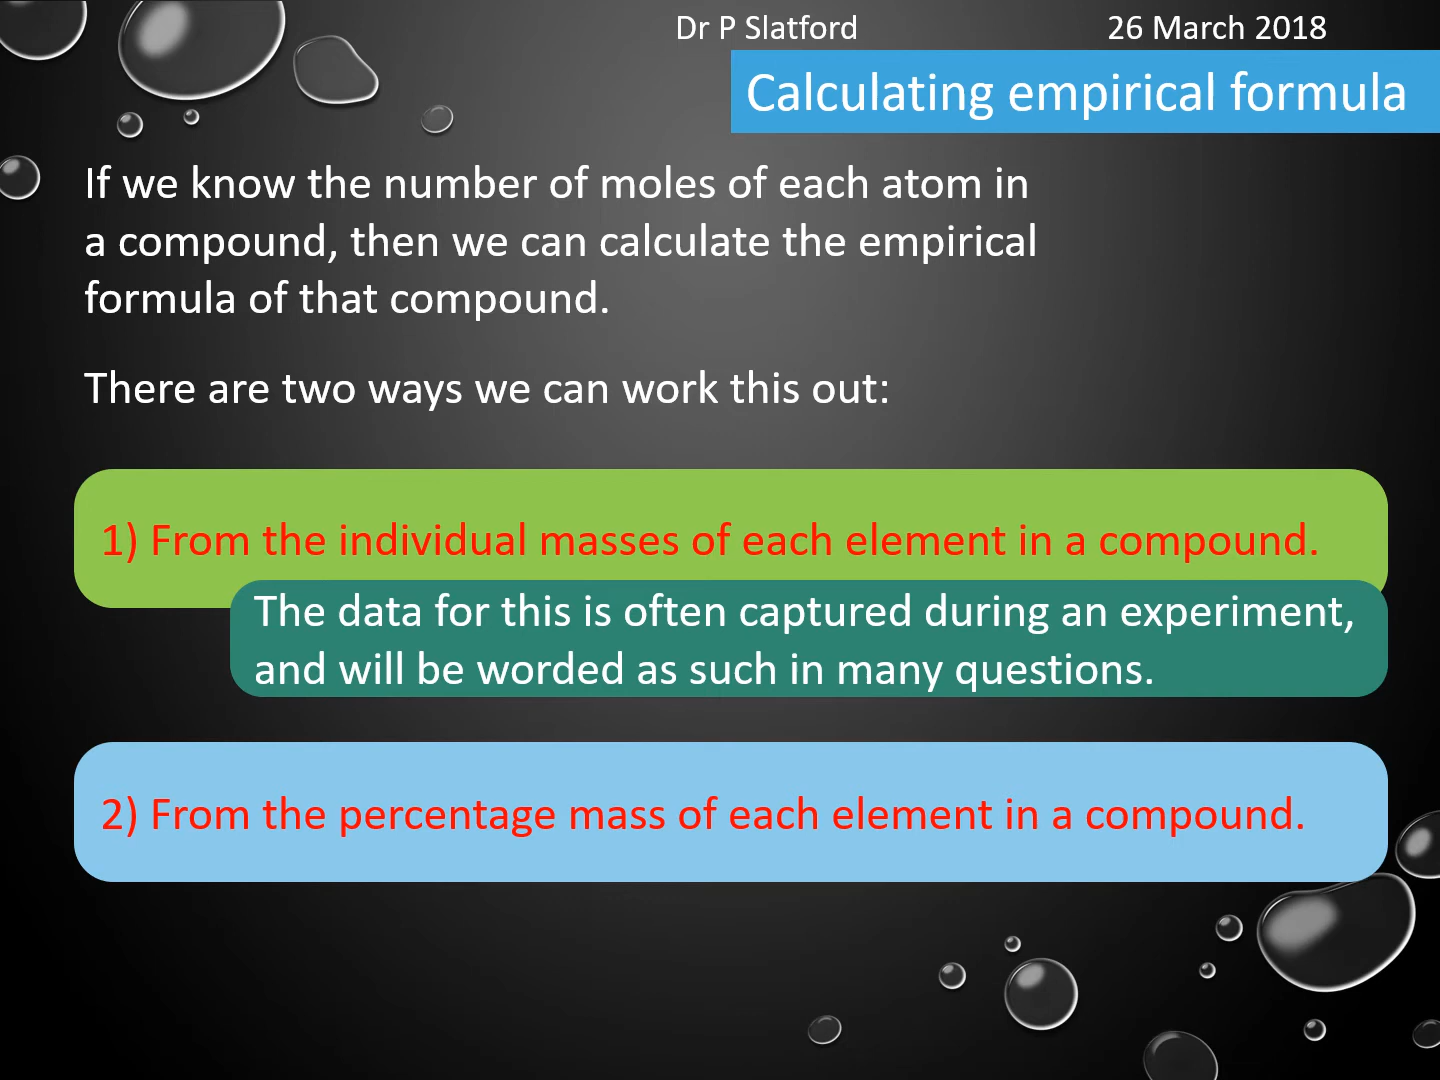 Dr P Slatford
26 March 2018
Calculating empirical formula
If we know the number of moles of each atom in
a compound, then we can calculate the empirical
formula of that compound.
There are two ways we can work this out:
1) From the individual masses of each element in a compound.
The data for this is often captured during an experiment,
and will be worded as such in many questions.
2) From the percentage mass of each element in a compound.